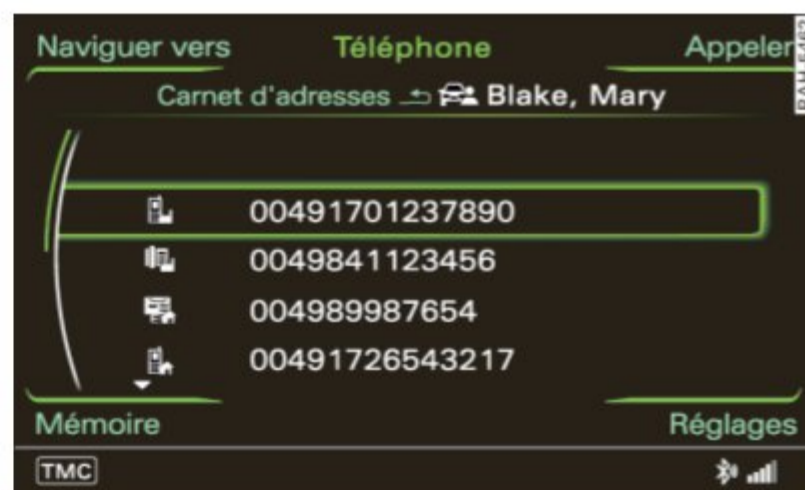 Naviguer vers Téléphone Appeler
Carnet d'adresses Blake, Mary
00491701237890
0049841123456
004989987654
00491726543217
Mémoire Réglages
TMC